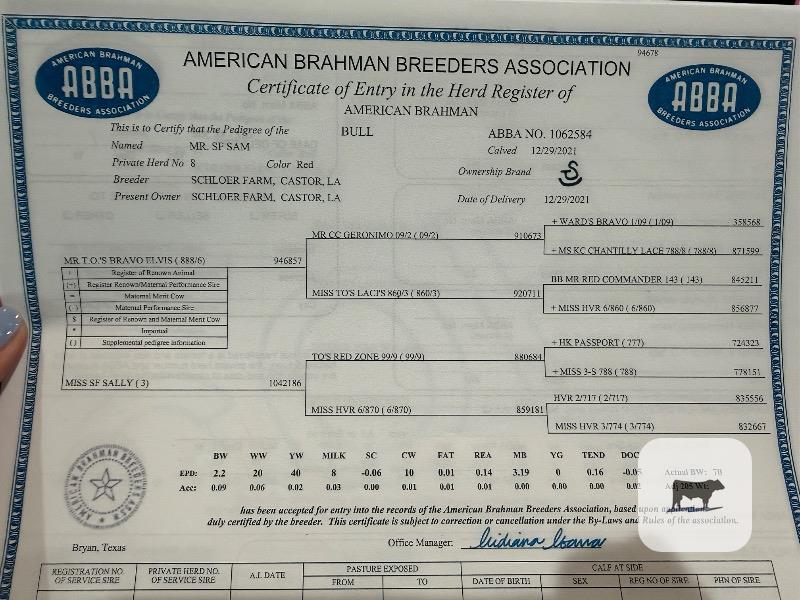 94678
AMERICAN BRAHMAN BREEDERS ASSOCIATION
AMERICAN BRAHMAN
ABBA
BREEDERS ASSOCIATION
AMERICAN BRAHMAN
ABBA
BREEDERS ASSOCIATION
Certificate of Entry in the Herd Register of
AMERICAN BRAHMAN
This is to Certify that the Pedigree of the BULL ABBA NO. 1062584
Named MR. SF SAM Calved 12/29/2021
Private Herd No 8 Color Red Ownership Brand S
Breeder SCHLOER FARM, CASTOR, LA
Present Owner SCHLOER FARM, CASTOR, LA Date of Delivery 12/29/2021
+ WARD'S BRAVO 1/09 ( 1/09) 358568
MR CC GERONIMO 09/2 ( 09/2) 910673
+ MS KC CHANTILLY LACE 788/8 ( 788/8) 871599
MR T.O.'S BRAVO ELVIS ( 888/6) 946857
BB MR RED COMMANDER 143 ( 143) 845211
MISS TO'S LACI'S 860/3 ( 860/3) 920711
+ MISS HVR 6/860 ( 6/860) 856877
+ Register of Renown Animal
Register Renown/Maternal Performance Sire
Maternal Merit Cow
Maternal Performance Sire
$ Register of Renown and Maternal Merit Cow
* Imported
( ) Supplemental pedigree information
+ HK PASSPORT ( 777) 724323
TO'S RED ZONE 99/9 ( 99/9) 880684
+ MISS 3-S 788 ( 788) 778151
MISS SF SALLY ( 3) 1042186
HVR 2/717 ( 2/717) 835556
MISS HVR 6/870 ( 6/870) 859181
MISS HVR 3/774 ( 3/774) 832667
BW WW YW MILK SC CW FAT REA MB YG TEND DOC
EPD: 2.2 20 40 8 -0.06 10 0.01 0.14 3.19 0 0.16 -0.05 Actual BW: 70
Acc: 0.09 0.06 0.02 0.03 0.00 0.01 0.01 0.01 0.00 0.00 0.00 Adj 205 Wt:
has been accepted for entry into the records of the American Brahman Breeders Association, based upon application
duly certified by the breeder. This certificate is subject to correction or cancellation under the By-Laws and Rules of the association.
AMERICAN BRAHMAN BREEDERS
Bryan, Texas Office Manager:
REGISTRATION NO. OF SERVICE SIRE PRIVATE HERD NO. OF SERVICE SIRE A.I. DATE PASTURE EXPOSED CALF AT SIDE
FROM TO DATE OF BIRTH SEX REG NO OF SIRE PHN OF SIRE